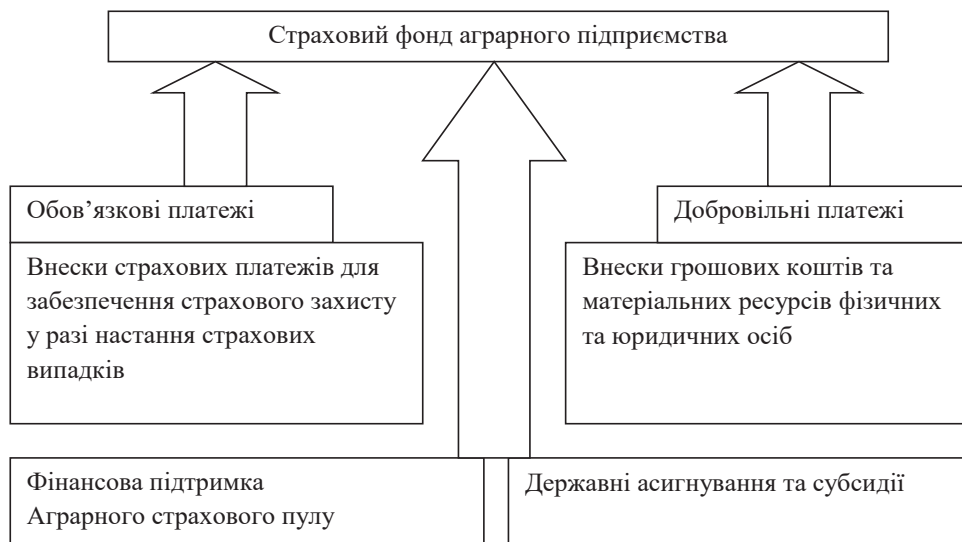 Страховий фонд аграрного підприємства
Обов’язкові платежі
Внески страхових платежів для
забезпечення страхового захисту
у разі настання страхових
випадків
Добровільні платежі
Внески грошових коштів та
матеріальних ресурсів фізичних
та юридичних осіб
Фінансова підтримка
Аграрного страхового пулу
Державні асигнування та субсидії